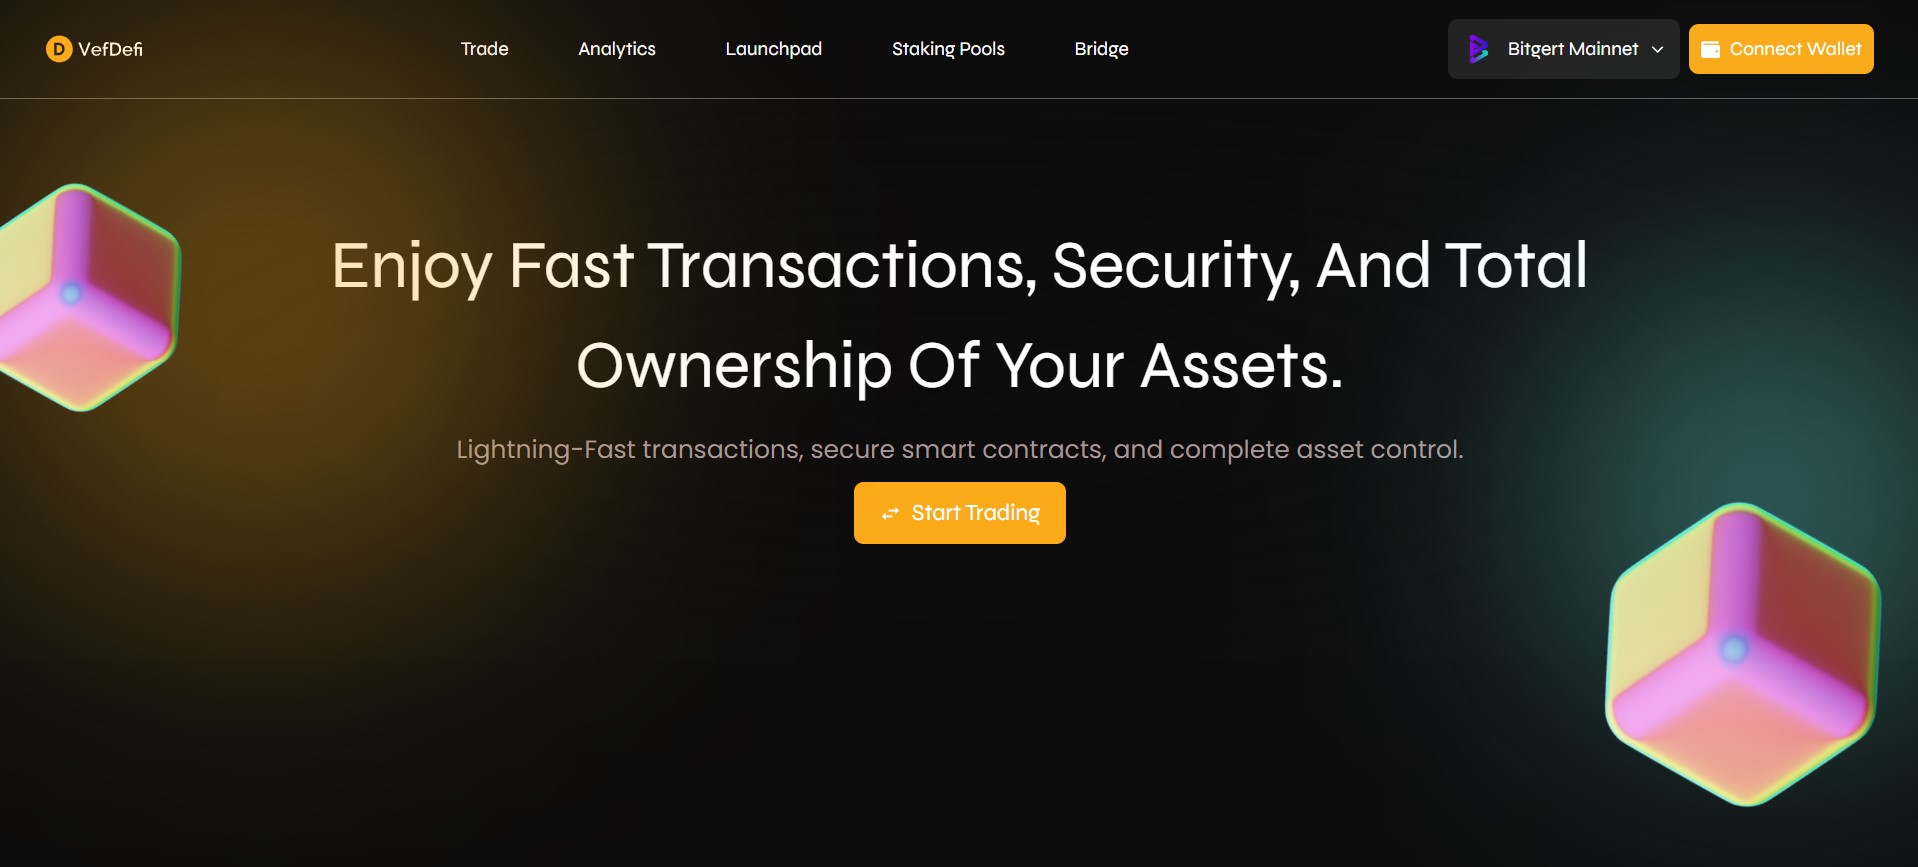 D VefDefi
Trade
Analytics
Launchpad
Staking Pools
Bridge
Bitgert Mainnet
Connect Wallet
Enjoy Fast Transactions, Security, And Total
Ownership Of Your Assets.
Lightning-Fast transactions, secure smart contracts, and complete asset control.
Start Trading